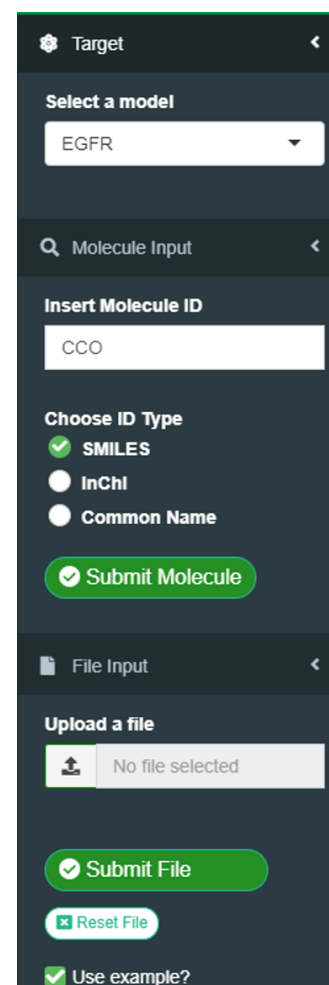 Target
Select a model
EGFR
Molecule Input
Insert Molecule ID
CCO
Choose ID Type
SMILES
InChI
Common Name
Submit Molecule
File Input
Upload a file
No file selected
Submit File
Reset File
Use example?